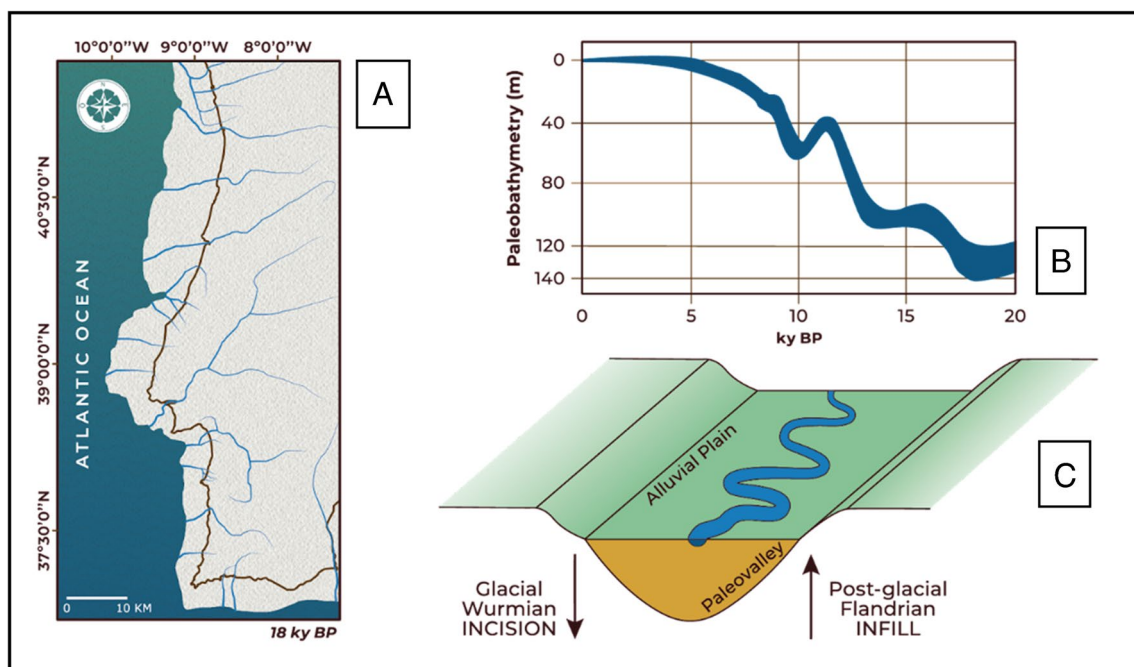 10°0'0"W 9°0'0"W 8°0'0"W
A
40°30'0"N
39°00'0"N
37°30'0"N
ATLANTIC OCEAN
0 10 KM
18 ky BP
Paleobathymetry (m)
0
40
80
120
140
0 5 10 15 20
ky BP
B
Alluvial Plain
Paleovalley
C
Glacial
Wurmian
INCISION
Post-glacial
Flandrian
INFILL